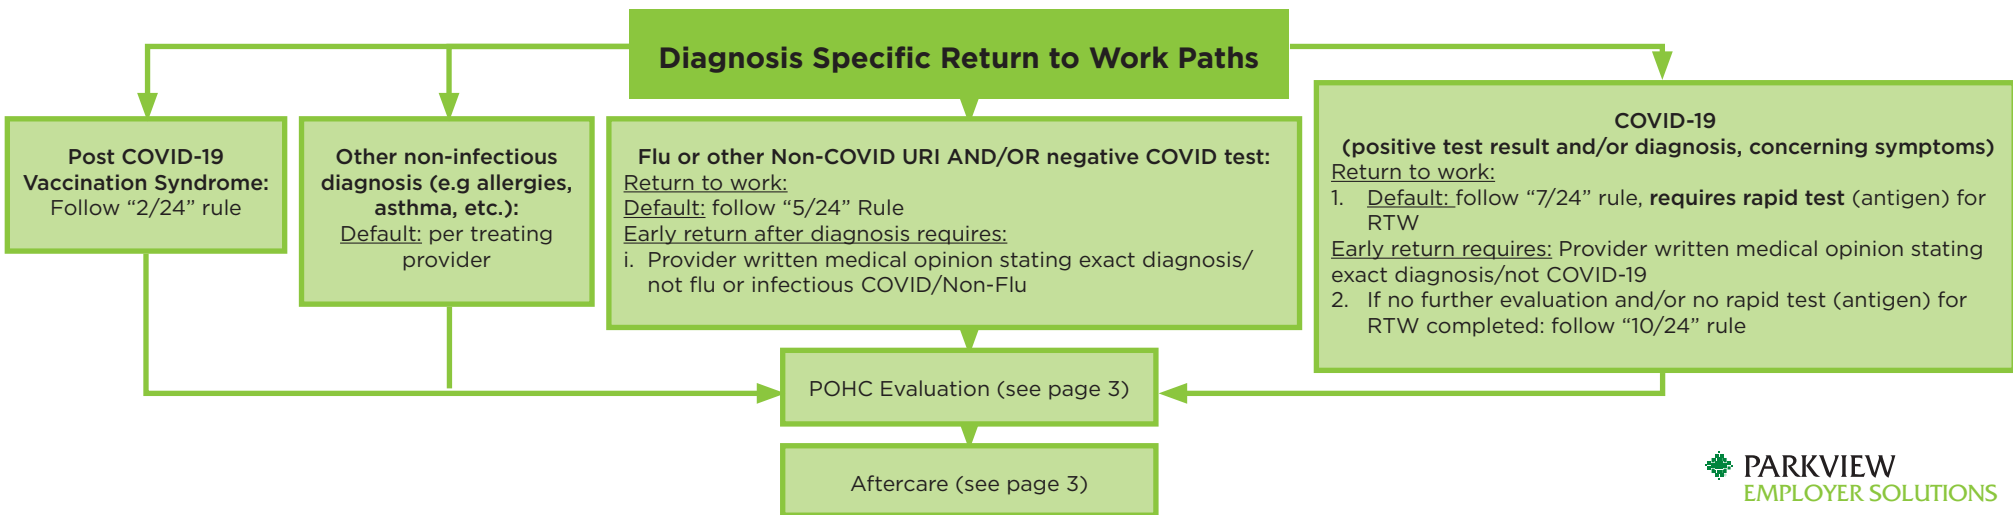 Diagnosis Specific Return to Work Paths
Post COVID-19
Vaccination Syndrome:
Follow “2/24” rule
Other non-infectious
diagnosis (e.g allergies,
asthma, etc.):
Default: per treating
provider
Flu or other Non-COVID URI AND/OR negative COVID test:
Return to work:
Default: follow “5/24” Rule
Early return after diagnosis requires:
i. Provider written medical opinion stating exact diagnosis/
not flu or infectious COVID/Non-Flu
COVID-19
(positive test result and/or diagnosis, concerning symptoms)
Return to work:
1. Default: follow “7/24” rule, requires rapid test (antigen) for
RTW
Early return requires: Provider written medical opinion stating
exact diagnosis/not COVID-19
2. If no further evaluation and/or no rapid test (antigen) for
RTW completed: follow “10/24” rule
POHC Evaluation (see page 3)
Aftercare (see page 3)
PARKVIEW
EMPLOYER SOLUTIONS